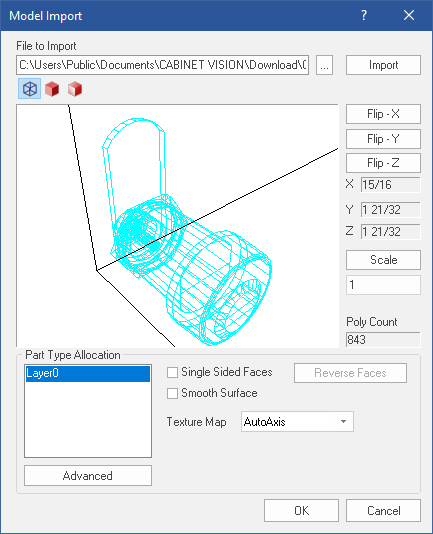 Model Import
?
File to Import
C:\Users\Public\Documents\CABINET VISION\Download\
...
Import
Flip - X
Flip - Y
Flip - Z
X 15/16
Y 1 21/32
Z 1 21/32
Scale
1
Poly Count
843
Part Type Allocation
Layer0
Single Sided Faces
Reverse Faces
Smooth Surface
Texture Map AutoAxis
Advanced
OK
Cancel